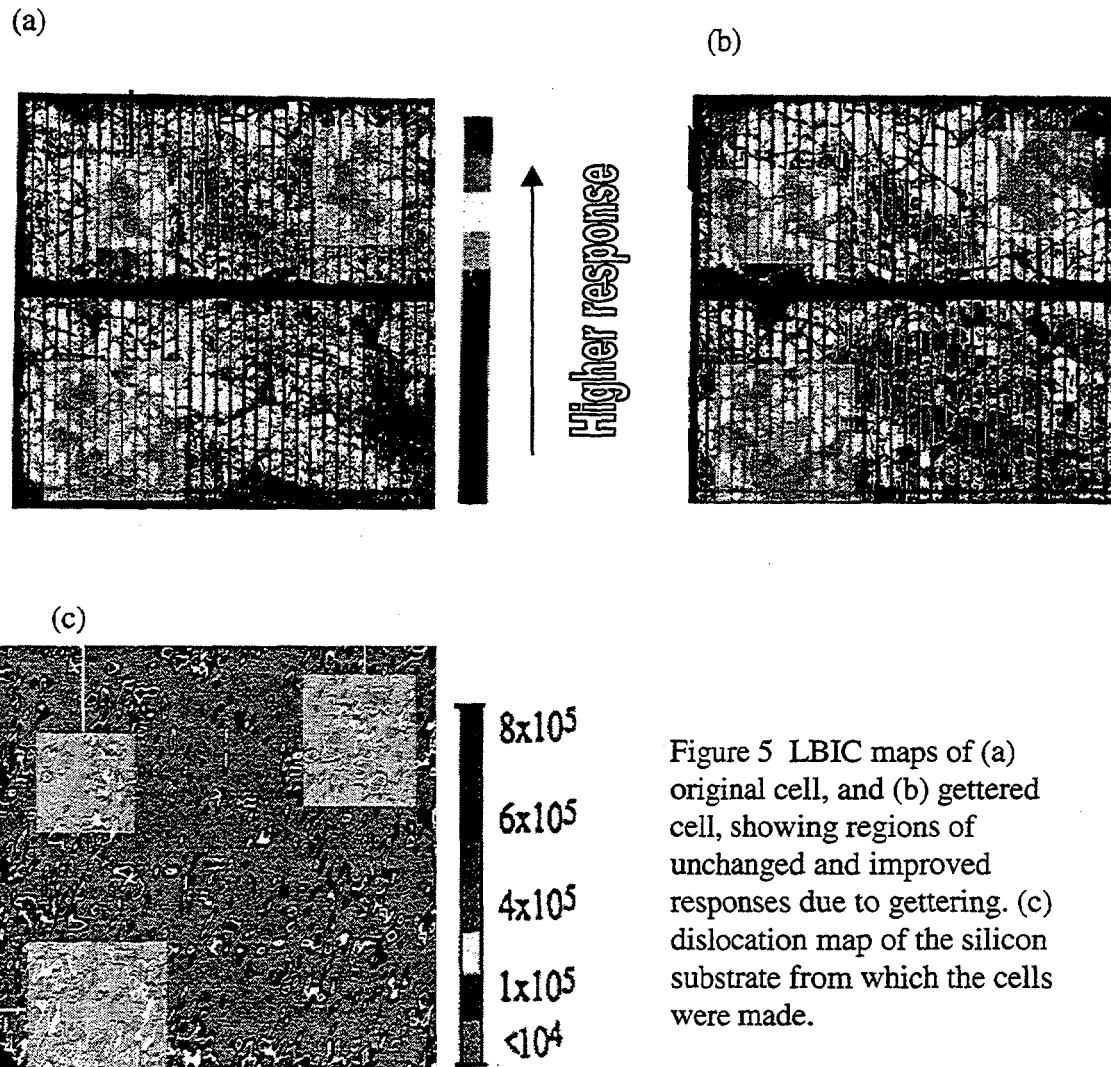 (a)
(b)
Higher response
(c)
8x10⁵
6x10⁵
4x10⁵
1x10⁵
<10⁴
Figure 5 LBIC maps of (a)
original cell, and (b) gettered
cell, showing regions of
unchanged and improved
responses due to gettering. (c)
dislocation map of the silicon
substrate from which the cells
were made.